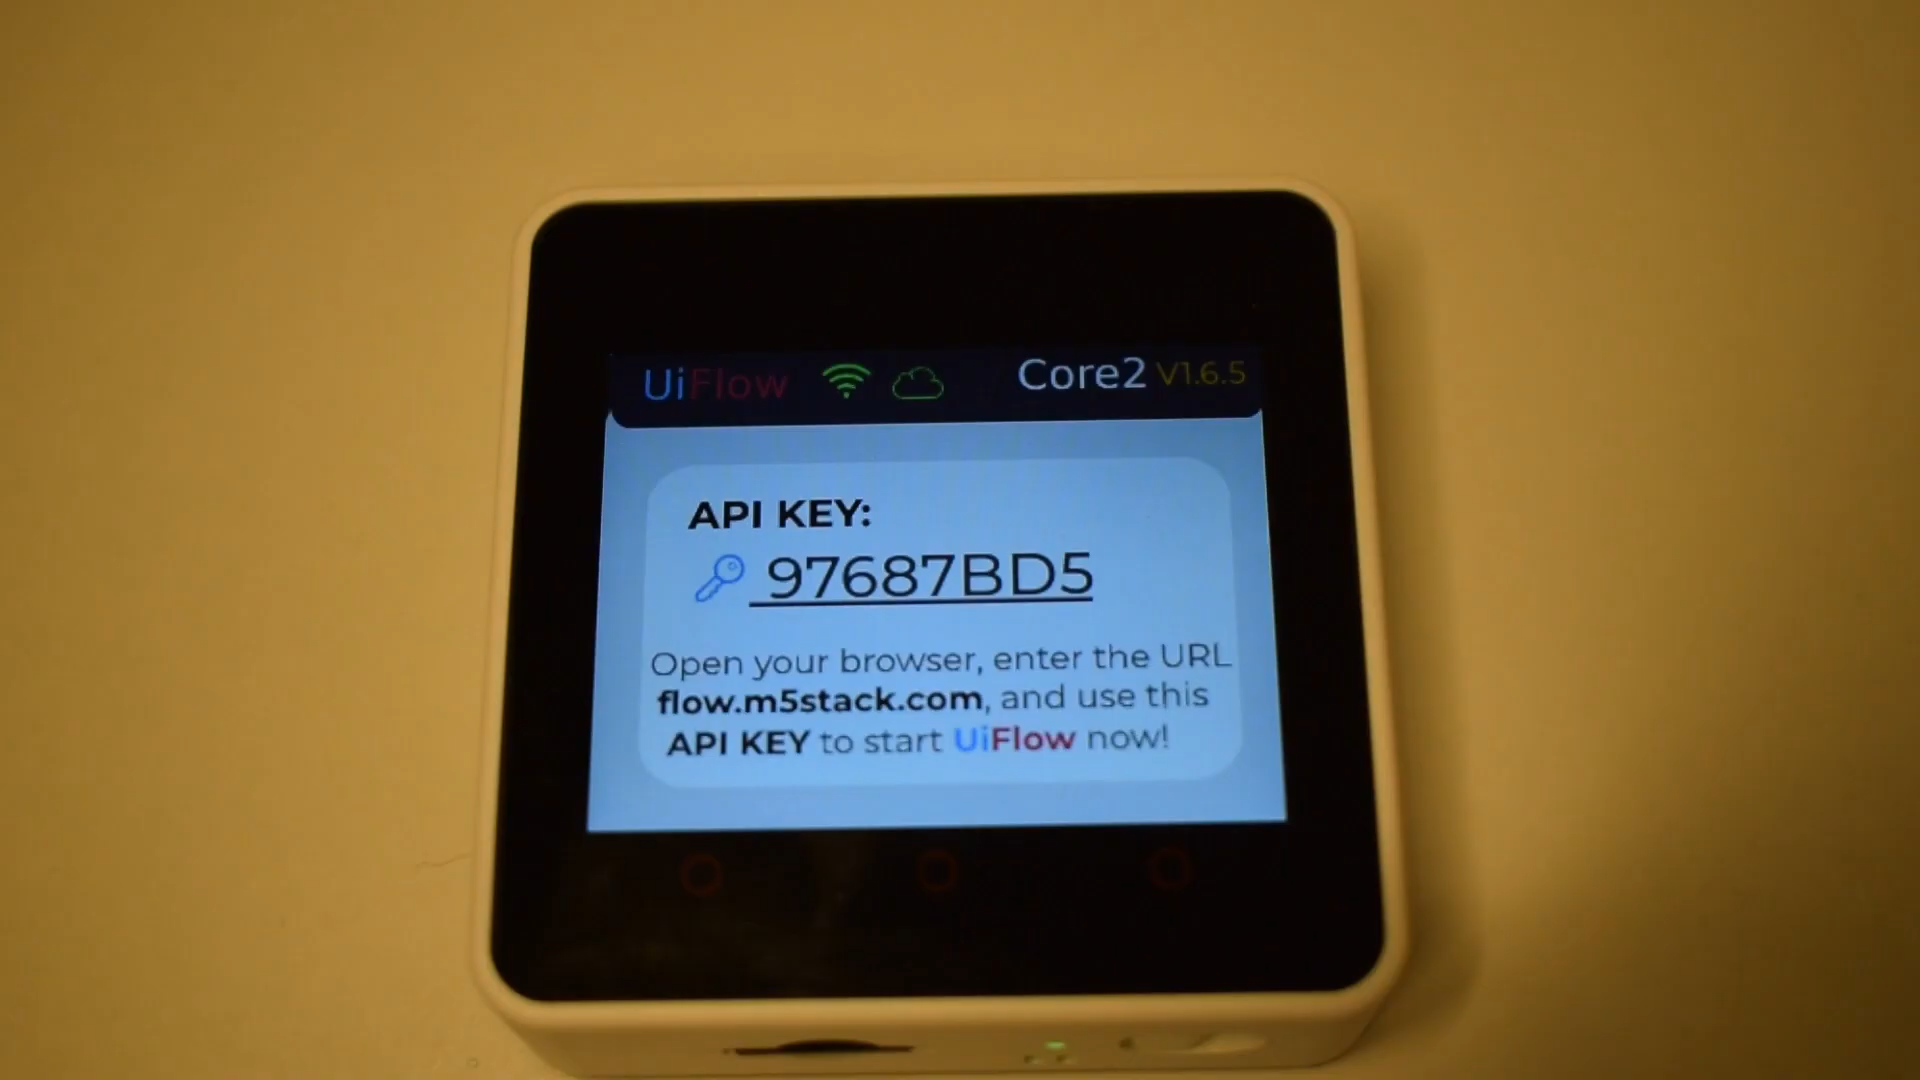 UiFlow Core2 V1.6.5
API KEY:
97687BD5
Open your browser, enter the URL
flow.m5stack.com, and use this
API KEY to start UiFlow now!